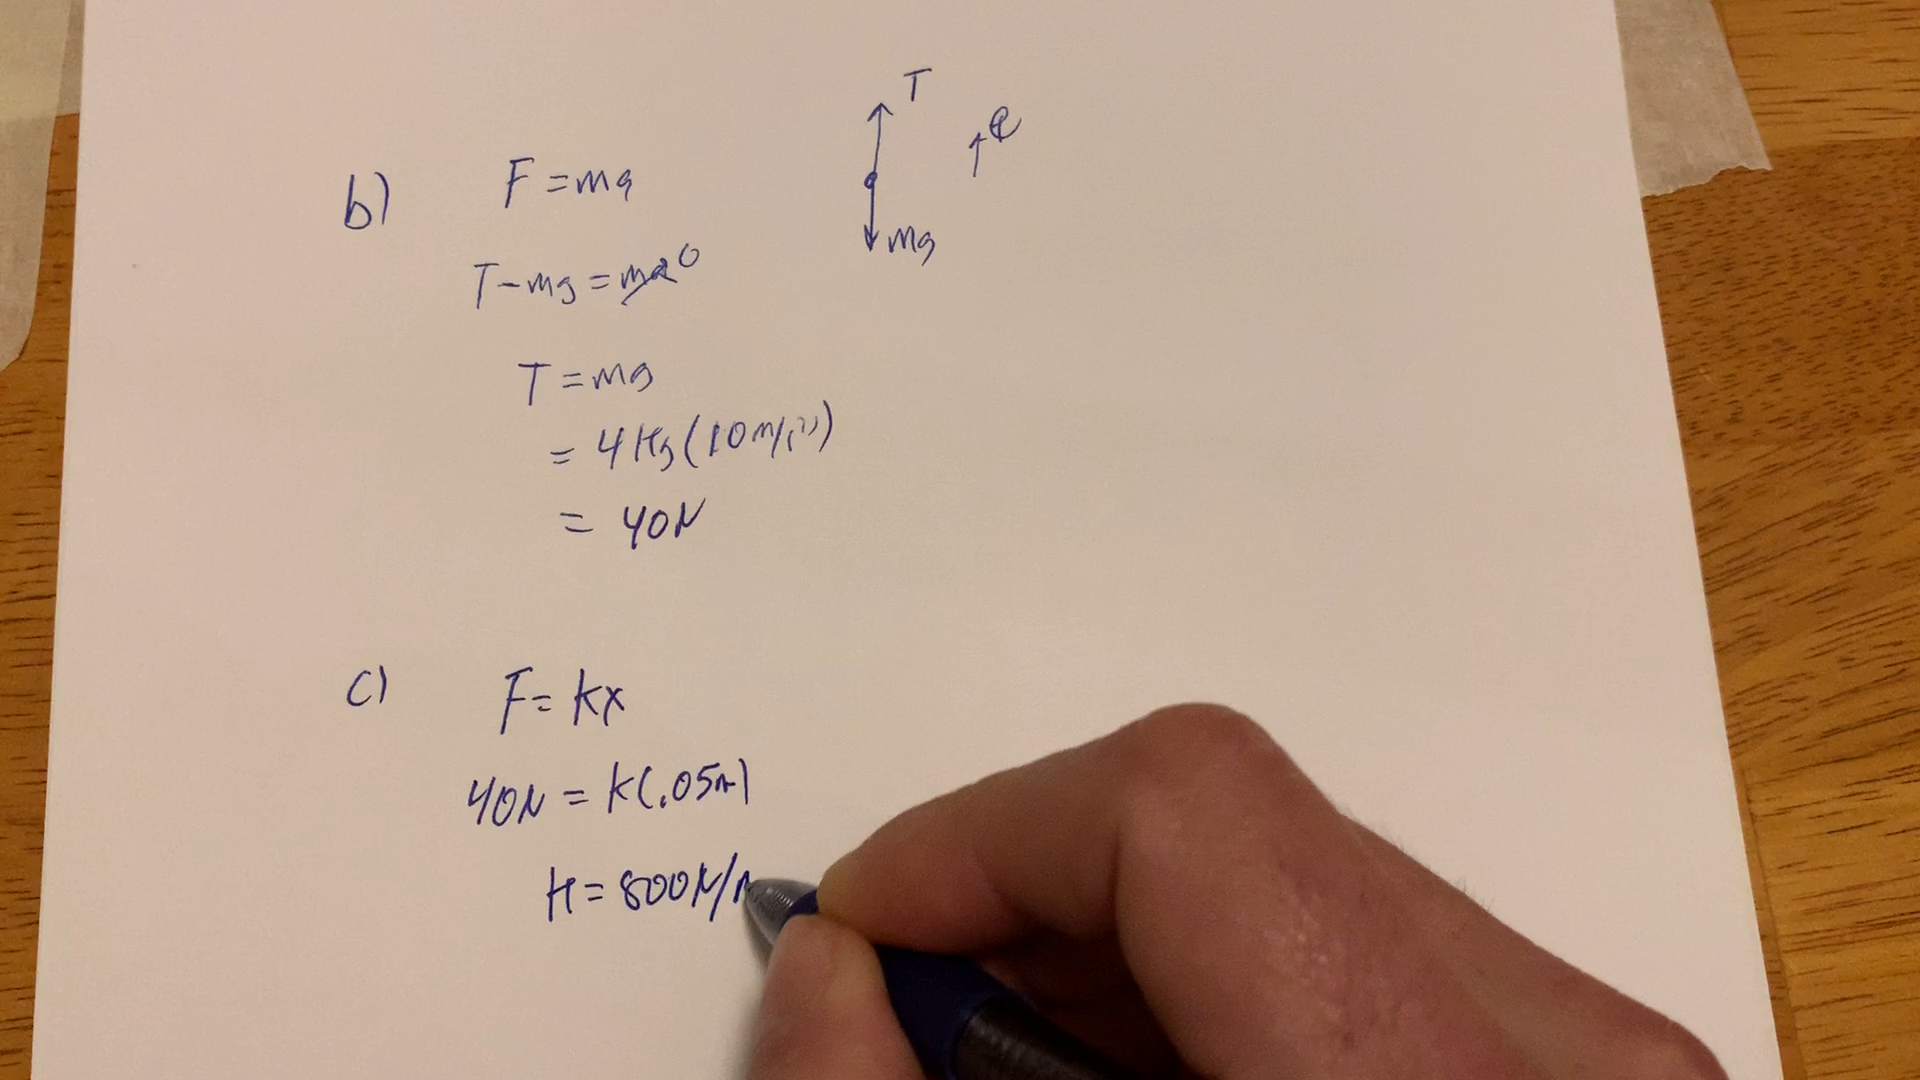 T
⊕
b) F = ma
mg
T - mg = ma 0
T = mg
= 4kg(10m/s²)
= 40N
c) F = kx
40N = k(.05m)
k = 800N/m